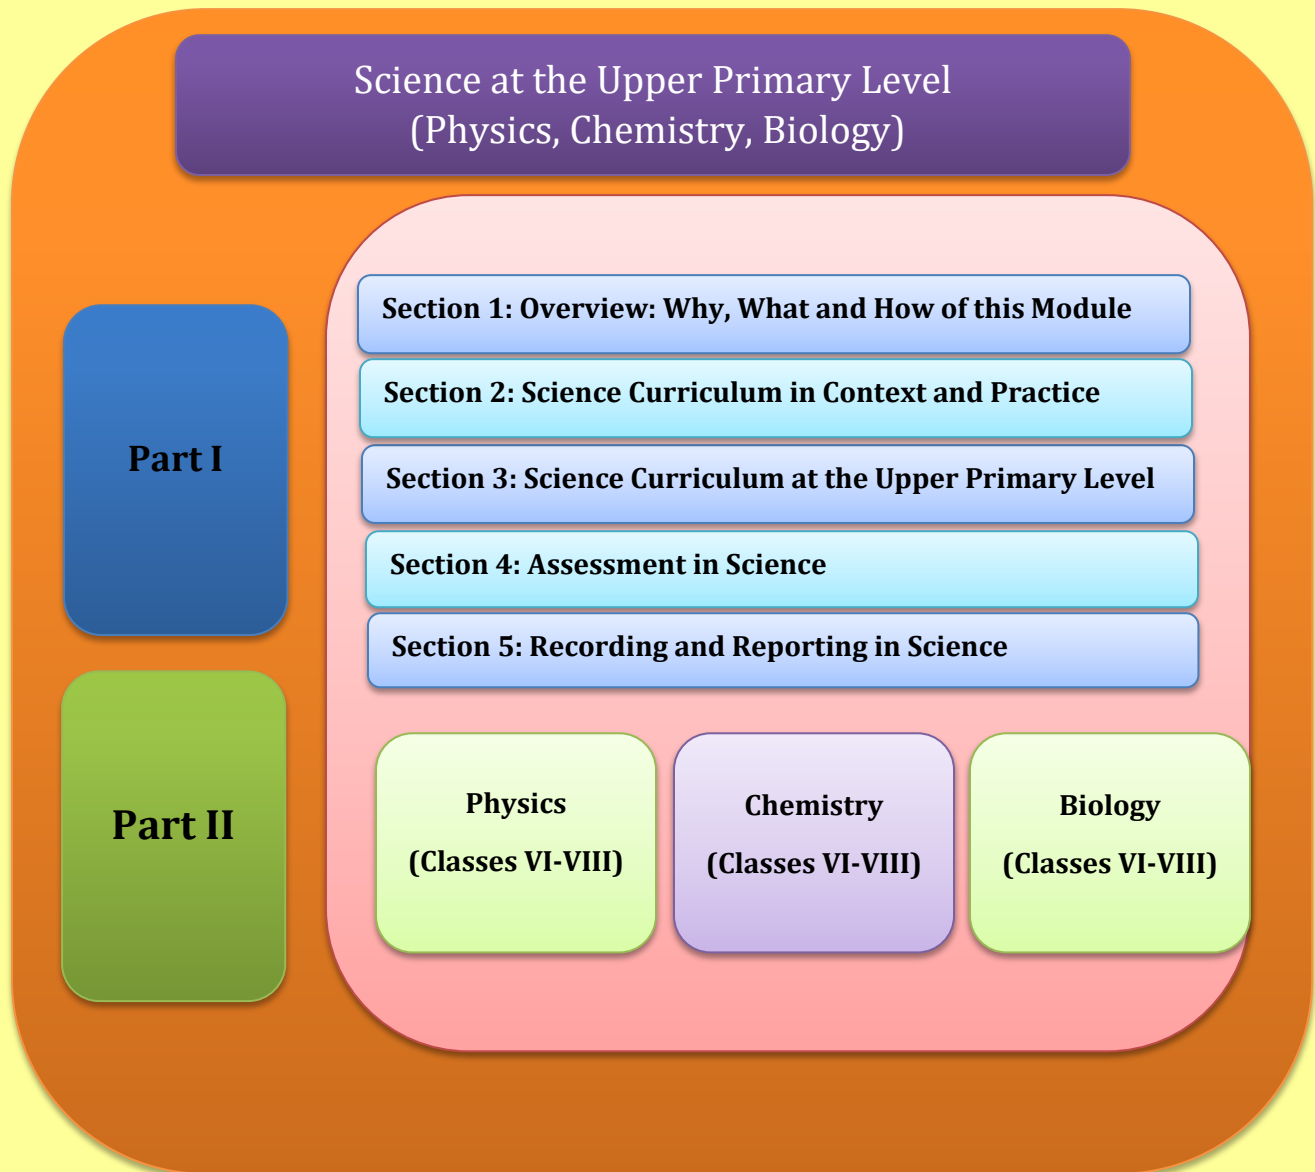 Science at the Upper Primary Level
(Physics, Chemistry, Biology)
Part I
Section 1: Overview: Why, What and How of this Module
Section 2: Science Curriculum in Context and Practice
Section 3: Science Curriculum at the Upper Primary Level
Section 4: Assessment in Science
Section 5: Recording and Reporting in Science
Part II
Physics
(Classes VI-VIII)
Chemistry
(Classes VI-VIII)
Biology
(Classes VI-VIII)